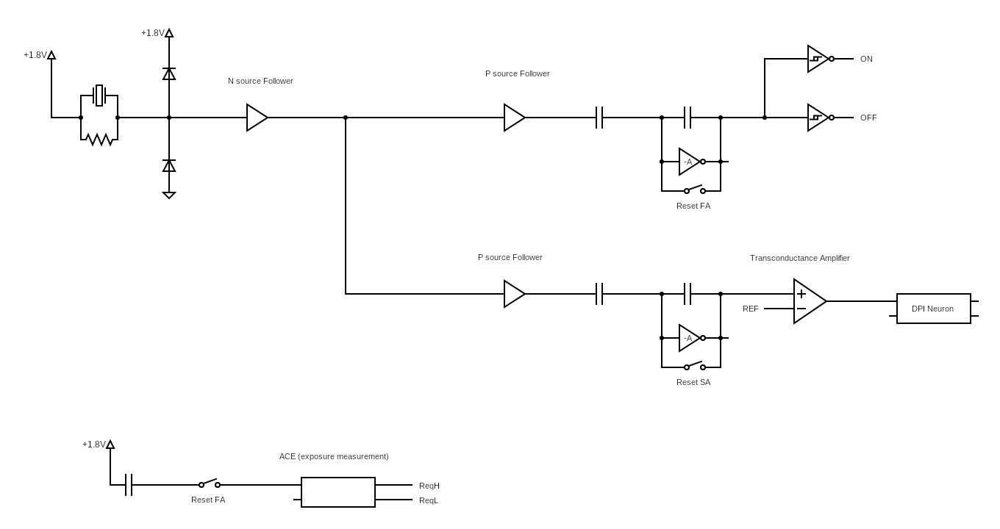 +1.8V
+1.8V
N source Follower
P source Follower
ON
OFF
-A
Reset FA
P source Follower
Transconductance Amplifier
REF
DPI Neuron
-A
Reset SA
+1.8V
ACE (exposure measurement)
ReqH
Reset FA
ReqL